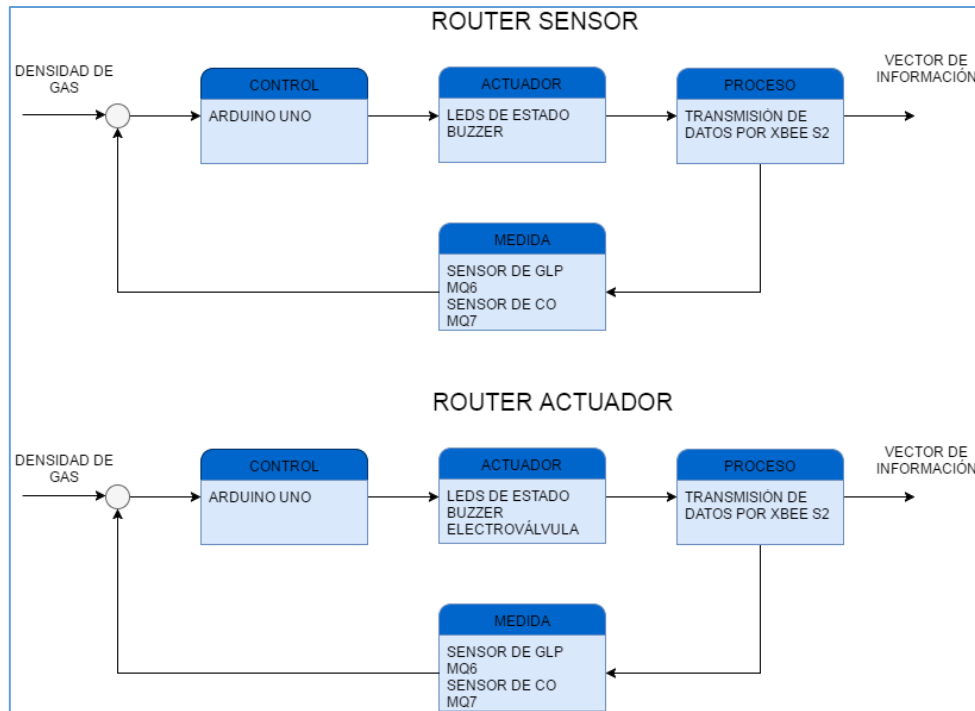 ROUTER SENSOR
DENSIDAD DE
GAS
CONTROL
ARDUINO UNO
ACTUADOR
LEDS DE ESTADO
BUZZER
PROCESO
TRANSMISIÓN DE
DATOS POR XBEE S2
VECTOR DE
INFORMACIÓN
MEDIDA
SENSOR DE GLP
MQ6
SENSOR DE CO
MQ7
ROUTER ACTUADOR
DENSIDAD DE
GAS
CONTROL
ARDUINO UNO
ACTUADOR
LEDS DE ESTADO
BUZZER
ELECTROVÁLVULA
PROCESO
TRANSMISIÓN DE
DATOS POR XBEE S2
VECTOR DE
INFORMACIÓN
MEDIDA
SENSOR DE GLP
MQ6
SENSOR DE CO
MQ7